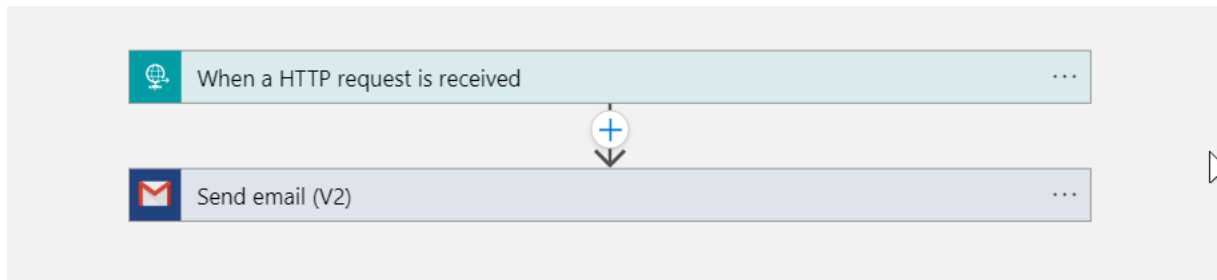 When a HTTP request is received
Send email (V2)